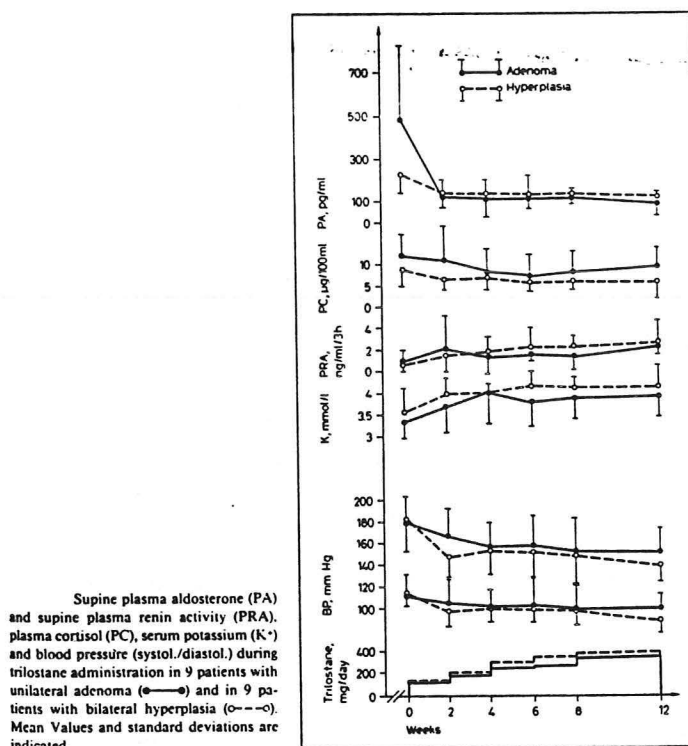 700
500
300
100
0
PA, pg/ml
Adenoma
Hyperplasia
10
5
0
PC, µg/100ml
4
2
0
PRA,
ng/ml/3h
4
3.5
3
K, mmol/l
200
180
160
140
120
100
BP, mm Hg
400
200
0
Trilostane,
mg/day
0 2 4 6 8 12
Weeks
Supine plasma aldosterone (PA)
and supine plasma renin activity (PRA),
plasma cortisol (PC), serum potassium (K+)
and blood pressure (systol./diastol.) during
trilostane administration in 9 patients with
unilateral adenoma (●—●) and in 9 pa-
tients with bilateral hyperplasia (o---o).
Mean Values and standard deviations are
indicated